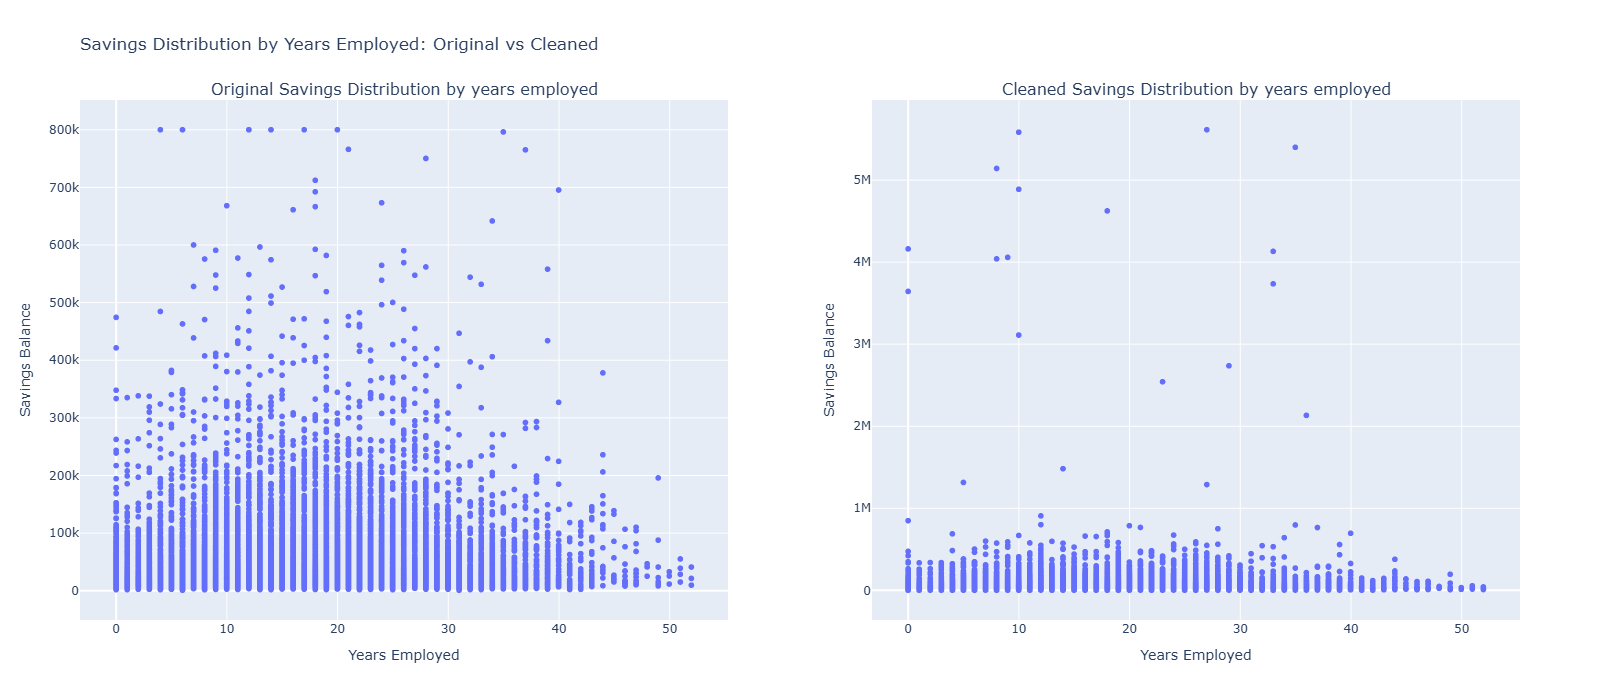 Savings Distribution by Years Employed: Original vs Cleaned
Original Savings Distribution by years employed
Cleaned Savings Distribution by years employed
800k
700k
600k
500k
400k
300k
200k
100k
0
Savings Balance
0 10 20 30 40 50
Years Employed
5M
4M
3M
2M
1M
0
Savings Balance
0 10 20 30 40 50
Years Employed